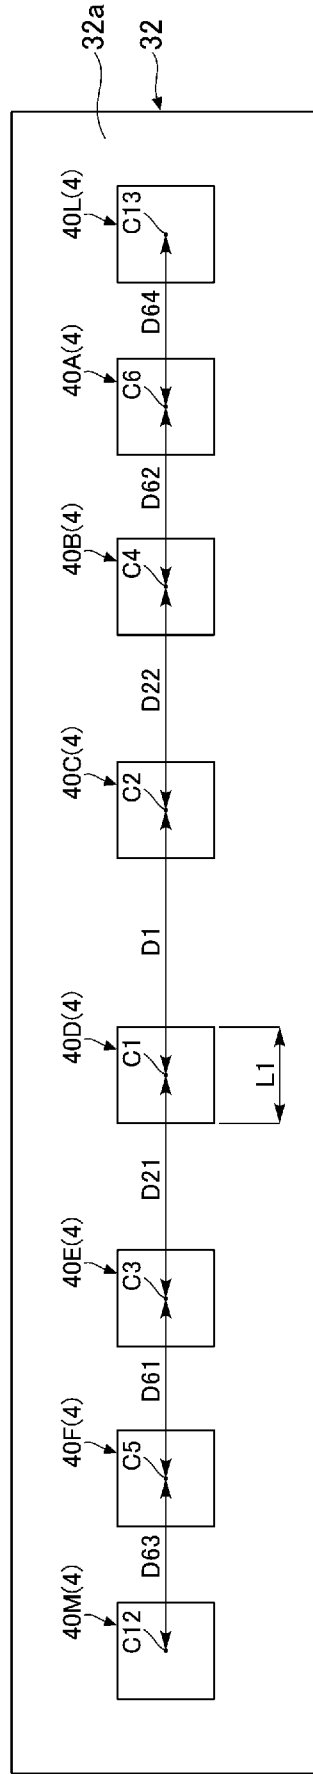 32
32a
40M(4)
40F(4)
40E(4)
40D(4)
40C(4)
40B(4)
40A(4)
40L(4)
C12
C5
C3
C1
C2
C4
C6
C13
D63
D61
D21
D1
D22
D62
D64
L1